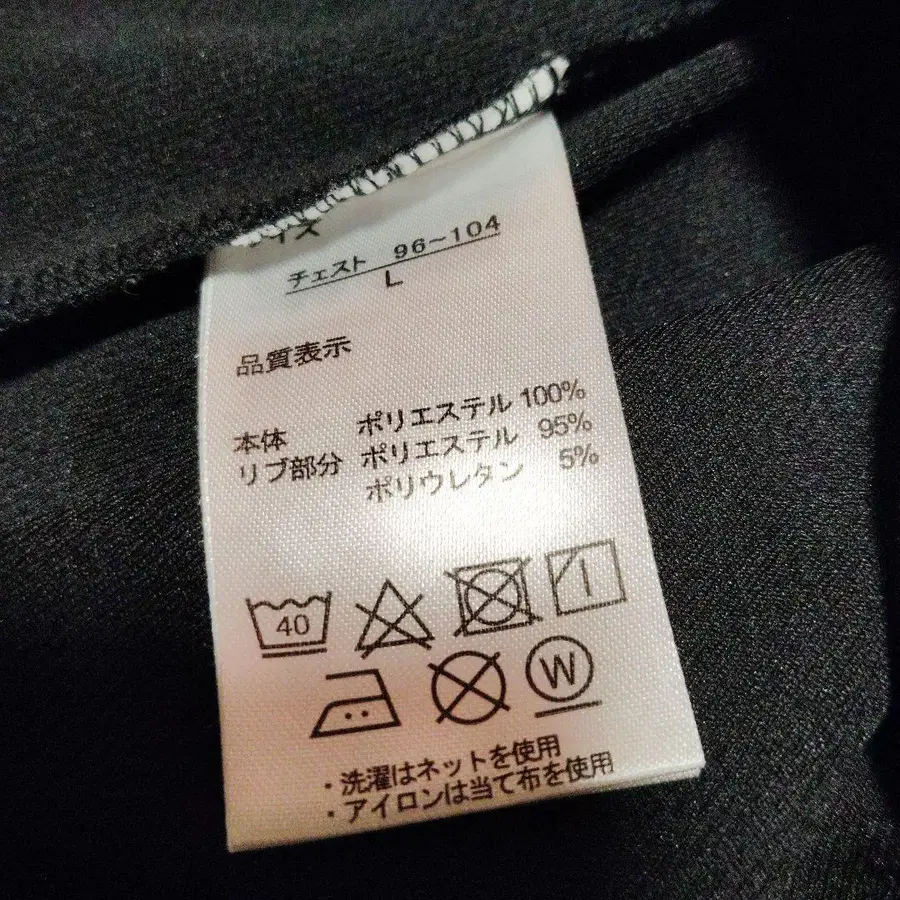 サイズ
チェスト 96~104
L
品質表示
本体 ポリエステル 100%
リブ部分 ポリエステル 95%
ポリウレタン 5%
40
W
・洗濯はネットを使用
・アイロンは当て布を使用